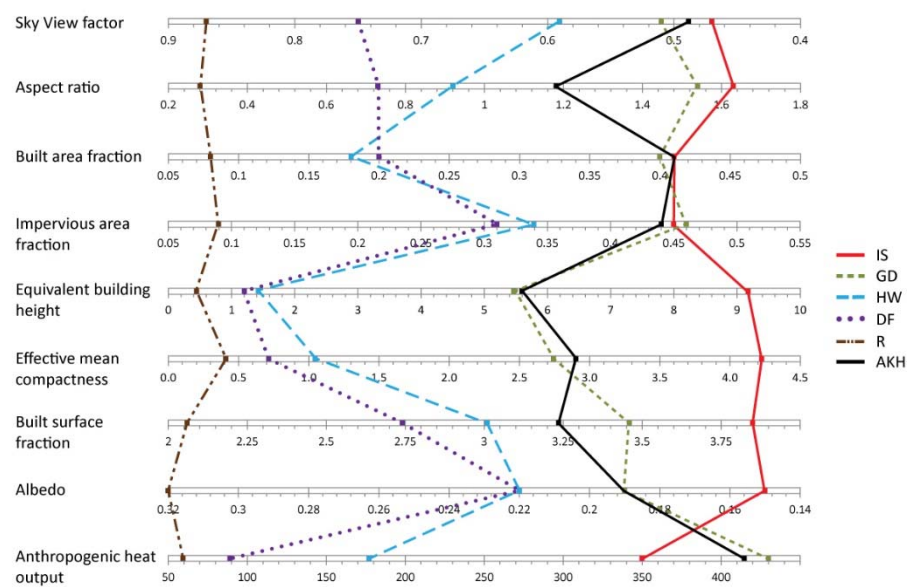 Sky View factor
0.9 0.8 0.7 0.6 0.5 0.4
Aspect ratio
0.2 0.4 0.6 0.8 1 1.2 1.4 1.6 1.8
Built area fraction
0.05 0.1 0.15 0.2 0.25 0.3 0.35 0.4 0.45 0.5
Impervious area
fraction
0.05 0.1 0.15 0.2 0.25 0.3 0.35 0.4 0.45 0.5 0.55
Equivalent building
height
0 1 2 3 4 5 6 7 8 9 10
Effective mean
compactness
0.0 0.5 1.0 1.5 2.0 2.5 3.0 3.5 4.0 4.5
Built surface
fraction
2 2.25 2.5 2.75 3 3.25 3.5 3.75
Albedo
0.32 0.3 0.28 0.26 0.24 0.22 0.2 0.18 0.16 0.14
Anthropogenic heat
output
50 100 150 200 250 300 350 400
IS
GD
HW
DF
R
AKH